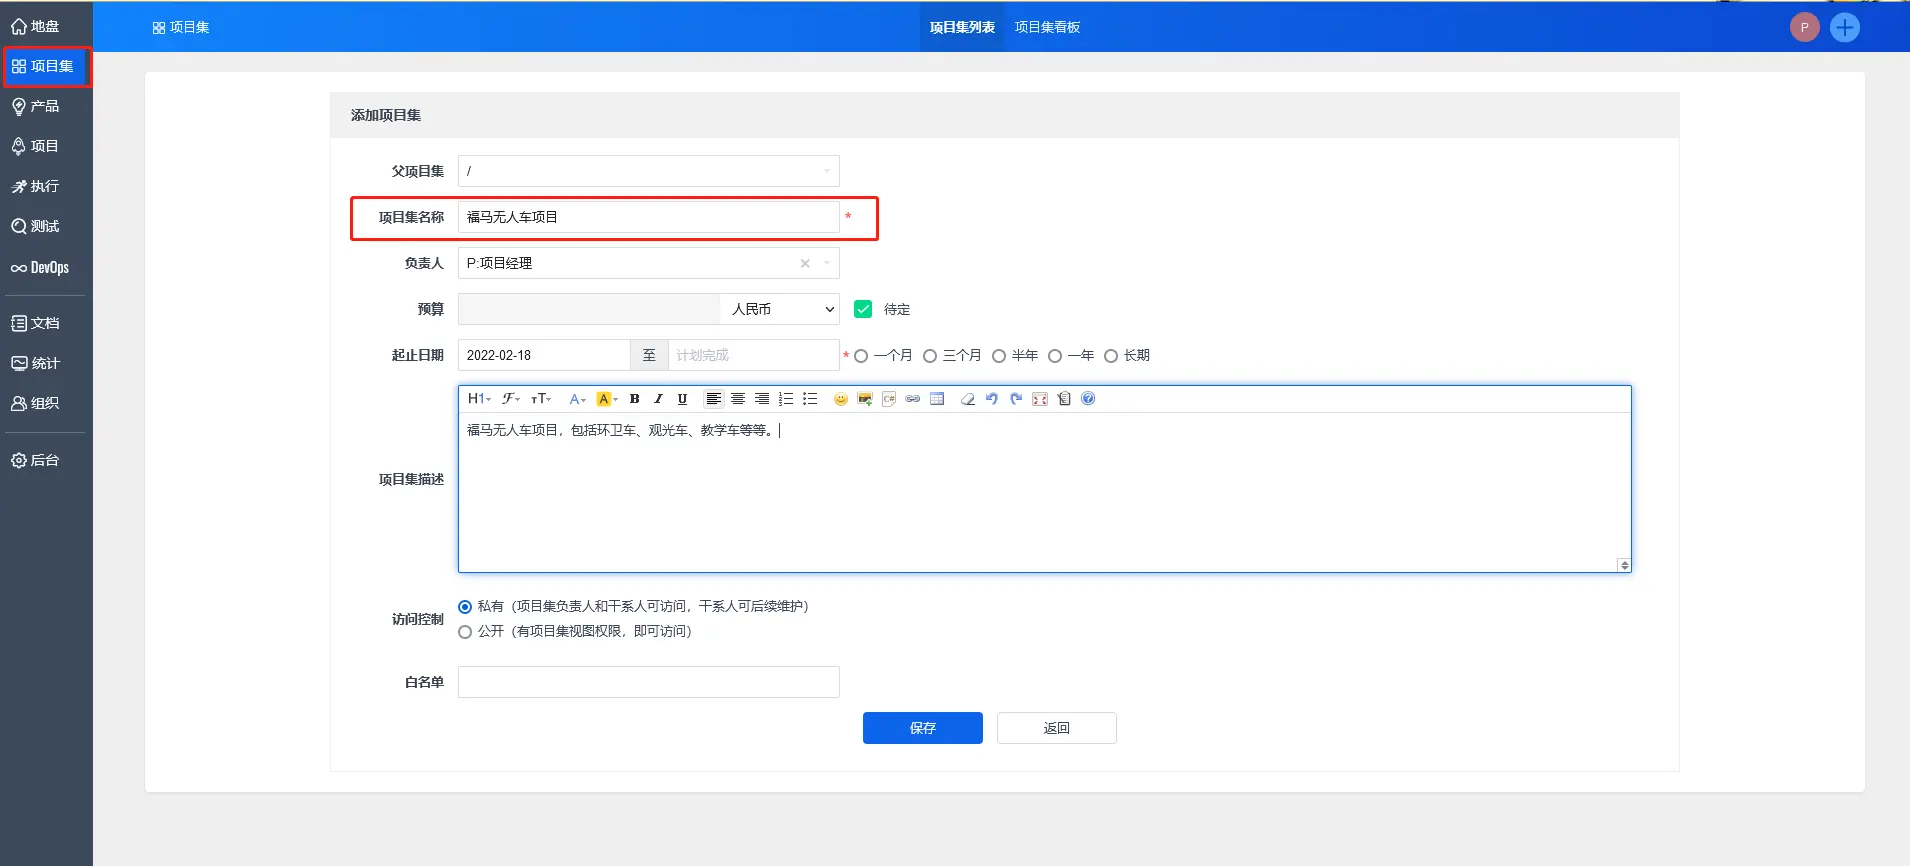 地盘
项目集
产品
项目
执行
测试
DevOps
文档
统计
组织
后台
项目集
项目集列表
项目集看板
P
添加项目集
父项目集 /
项目集名称 福马无人车项目 *
负责人 P:项目经理
预算 人民币 待定
起止日期 2022-02-18 至 计划完成 * 一个月 三个月 半年 一年 长期
福马无人车项目，包括环卫车、观光车、教学车等等。
项目集描述
访问控制
私有（项目集负责人和干系人可访问，干系人可后续维护）
公开（有项目集视图权限，即可访问）
白名单
保存 返回